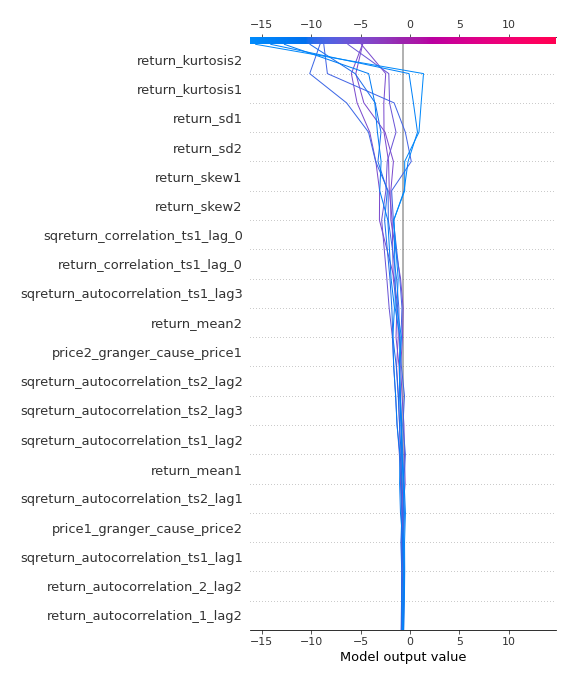 −15 −10 −5 0 5 10
return_kurtosis2
return_kurtosis1
return_sd1
return_sd2
return_skew1
return_skew2
sqreturn_correlation_ts1_lag_0
return_correlation_ts1_lag_0
sqreturn_autocorrelation_ts1_lag3
return_mean2
price2_granger_cause_price1
sqreturn_autocorrelation_ts2_lag2
sqreturn_autocorrelation_ts2_lag3
sqreturn_autocorrelation_ts1_lag2
return_mean1
sqreturn_autocorrelation_ts2_lag1
price1_granger_cause_price2
sqreturn_autocorrelation_ts1_lag1
return_autocorrelation_2_lag2
return_autocorrelation_1_lag2
−15 −10 −5 0 5 10
Model output value